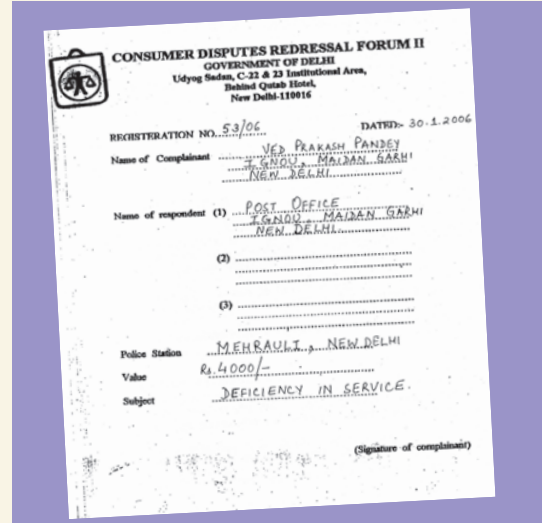 CONSUMER DISPUTES REDRESSAL FORUM II
GOVERNMENT OF DELHI
Udyog Sadan, C-22 & 23 Institutional Area,
Behind Qutab Hotel,
New Delhi-110016
REGISTERATION NO. 53/06 DATED:- 30.1.2006
Name of Complainant VED PRAKASH PANDEY
IGNOU, MAIDAN GARHI
NEW DELHI
Name of respondent (1) POST OFFICE
IGNOU, MAIDAN GARHI
NEW DELHI
(2)
(3)
Police Station MEHRAULI, NEW DELHI
Value Rs. 4000/-
Subject DEFICIENCY IN SERVICE.
(Signature of complainant)